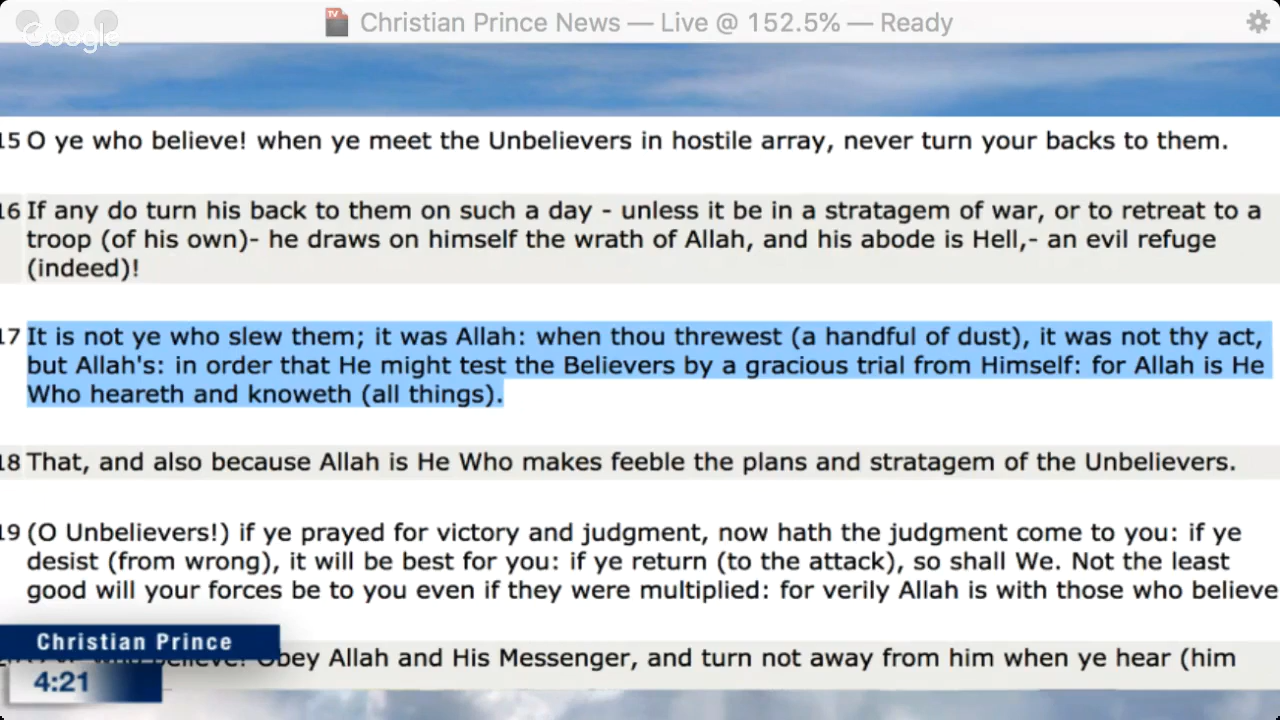 Christian Prince News — Live @ 152.5% — Ready
Google
15 O ye who believe! when ye meet the Unbelievers in hostile array, never turn your backs to them.
16 If any do turn his back to them on such a day - unless it be in a stratagem of war, or to retreat to a
troop (of his own)- he draws on himself the wrath of Allah, and his abode is Hell,- an evil refuge
(indeed)!
17 It is not ye who slew them; it was Allah: when thou threwest (a handful of dust), it was not thy act,
but Allah's: in order that He might test the Believers by a gracious trial from Himself: for Allah is He
Who heareth and knoweth (all things).
18 That, and also because Allah is He Who makes feeble the plans and stratagem of the Unbelievers.
19 (O Unbelievers!) if ye prayed for victory and judgment, now hath the judgment come to you: if ye
desist (from wrong), it will be best for you: if ye return (to the attack), so shall We. Not the least
good will your forces be to you even if they were multiplied: for verily Allah is with those who believe
Christian Prince
believe! Obey Allah and His Messenger, and turn not away from him when ye hear (him
4:21